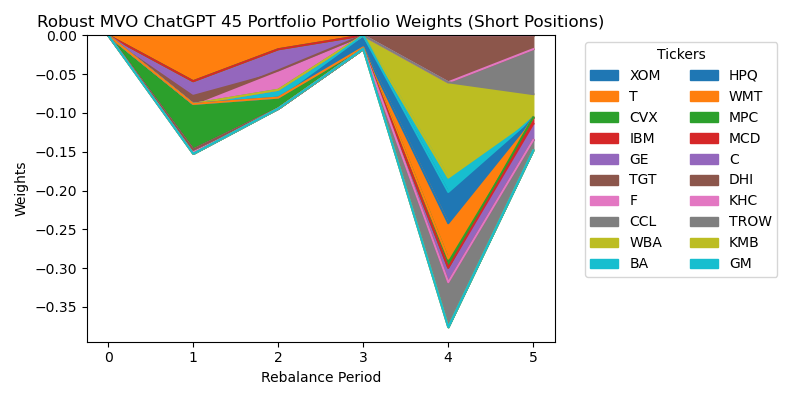 Robust MVO ChatGPT 45 Portfolio Portfolio Weights (Short Positions)
Weights
0.00
−0.05
−0.10
−0.15
−0.20
−0.25
−0.30
−0.35
0 1 2 3 4 5
Rebalance Period
Tickers
XOM HPQ
T WMT
CVX MPC
IBM MCD
GE C
TGT DHI
F KHC
CCL TROW
WBA KMB
BA GM